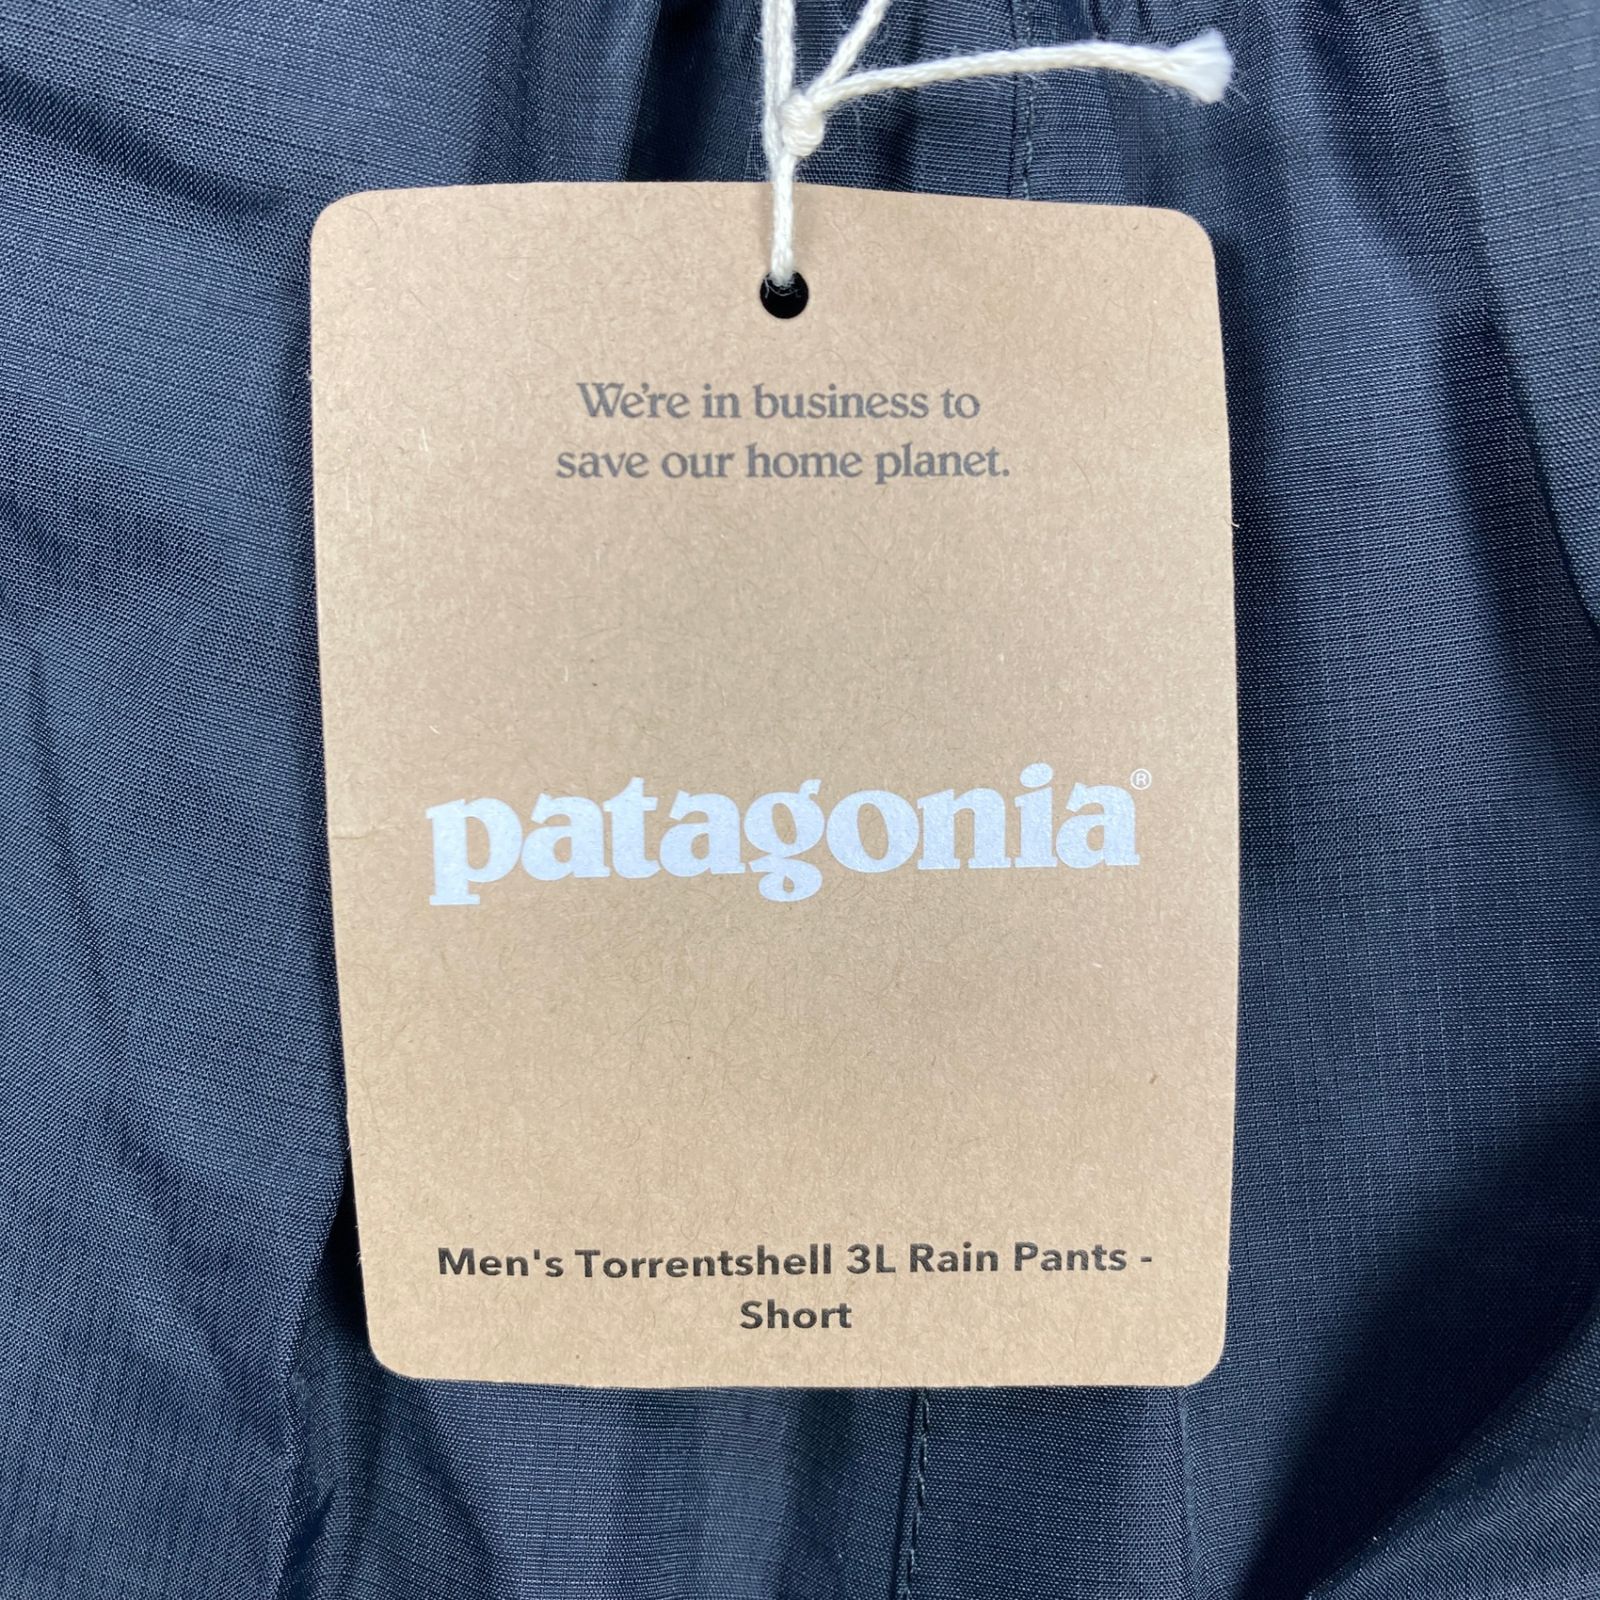 We're in business to
save our home planet.
patagonia®
Men's Torrentshell 3L Rain Pants -
Short